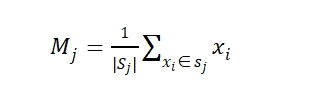 M_j = \frac{1}{|S_j|} \sum_{x_i \in s_j} x_i